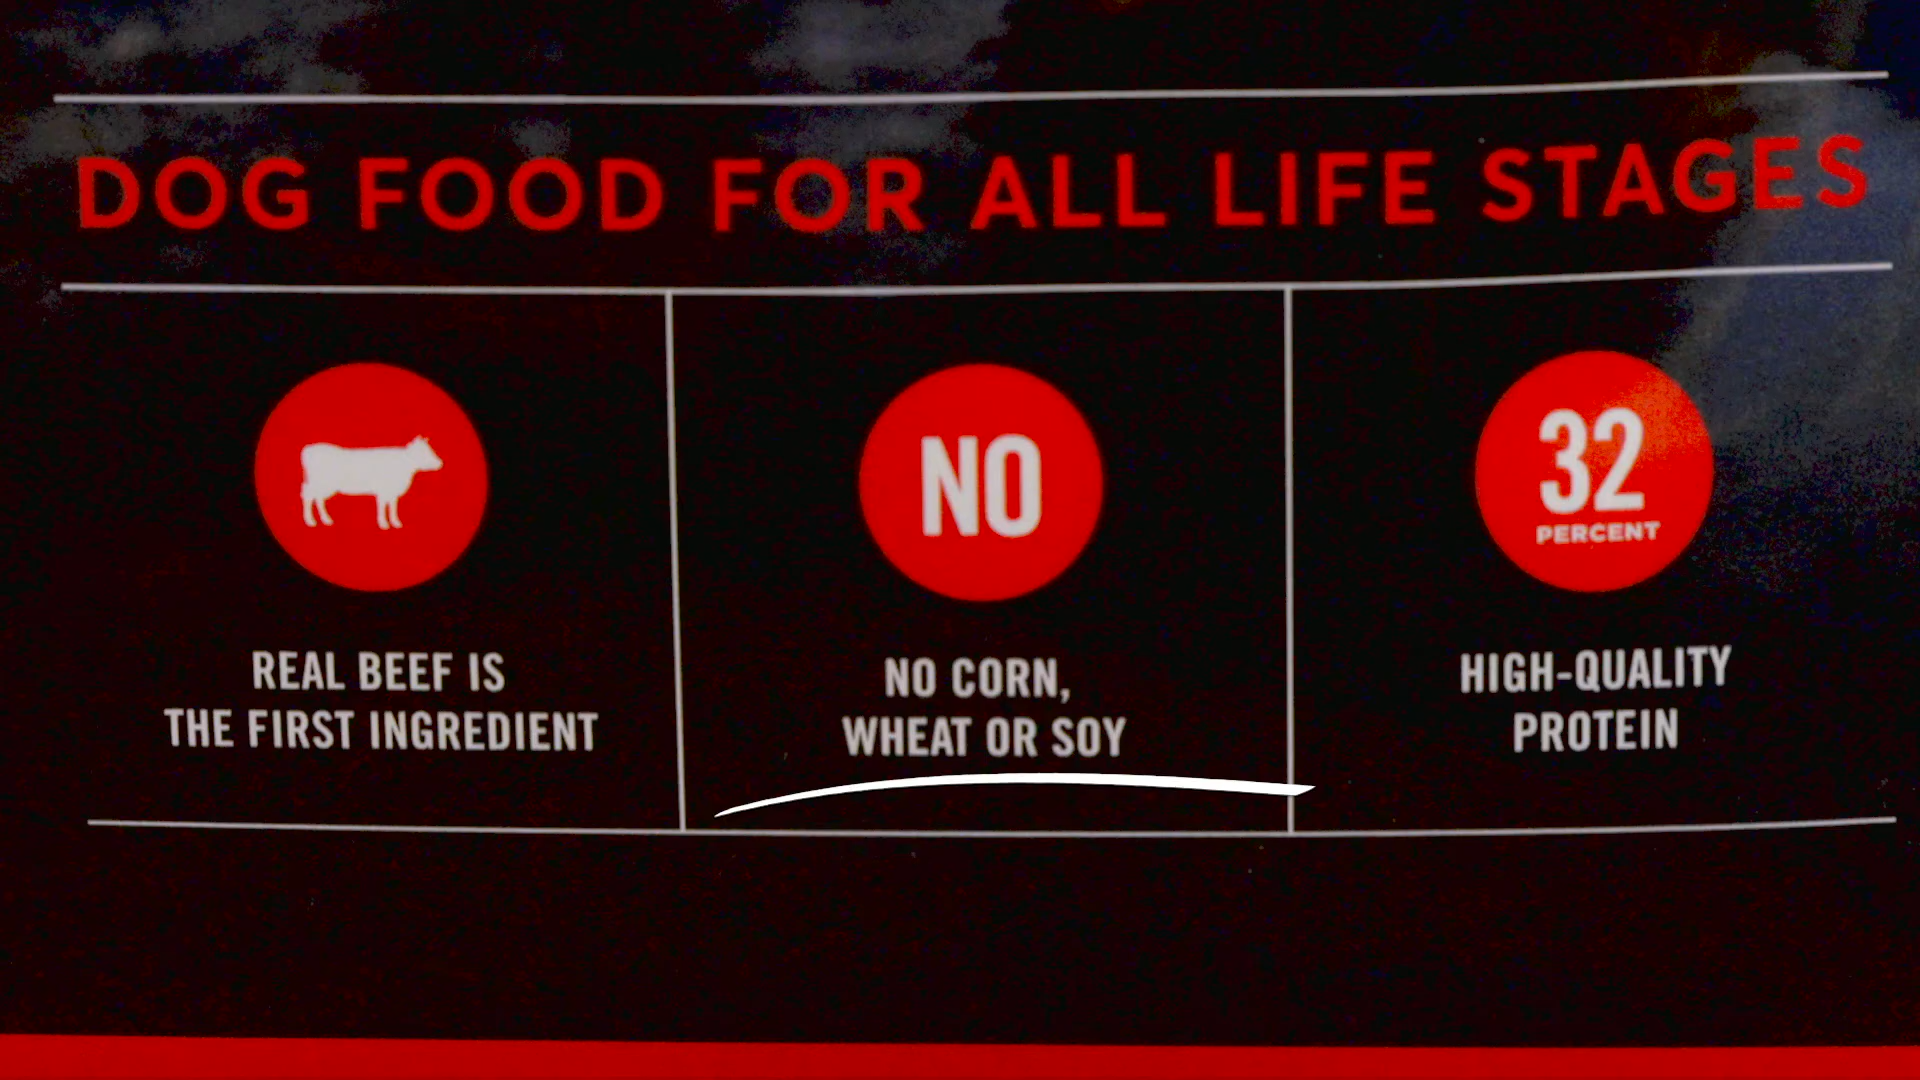 DOG FOOD FOR ALL LIFE STAGES
REAL BEEF IS
THE FIRST INGREDIENT
NO
NO CORN,
WHEAT OR SOY
32
PERCENT
HIGH-QUALITY
PROTEIN